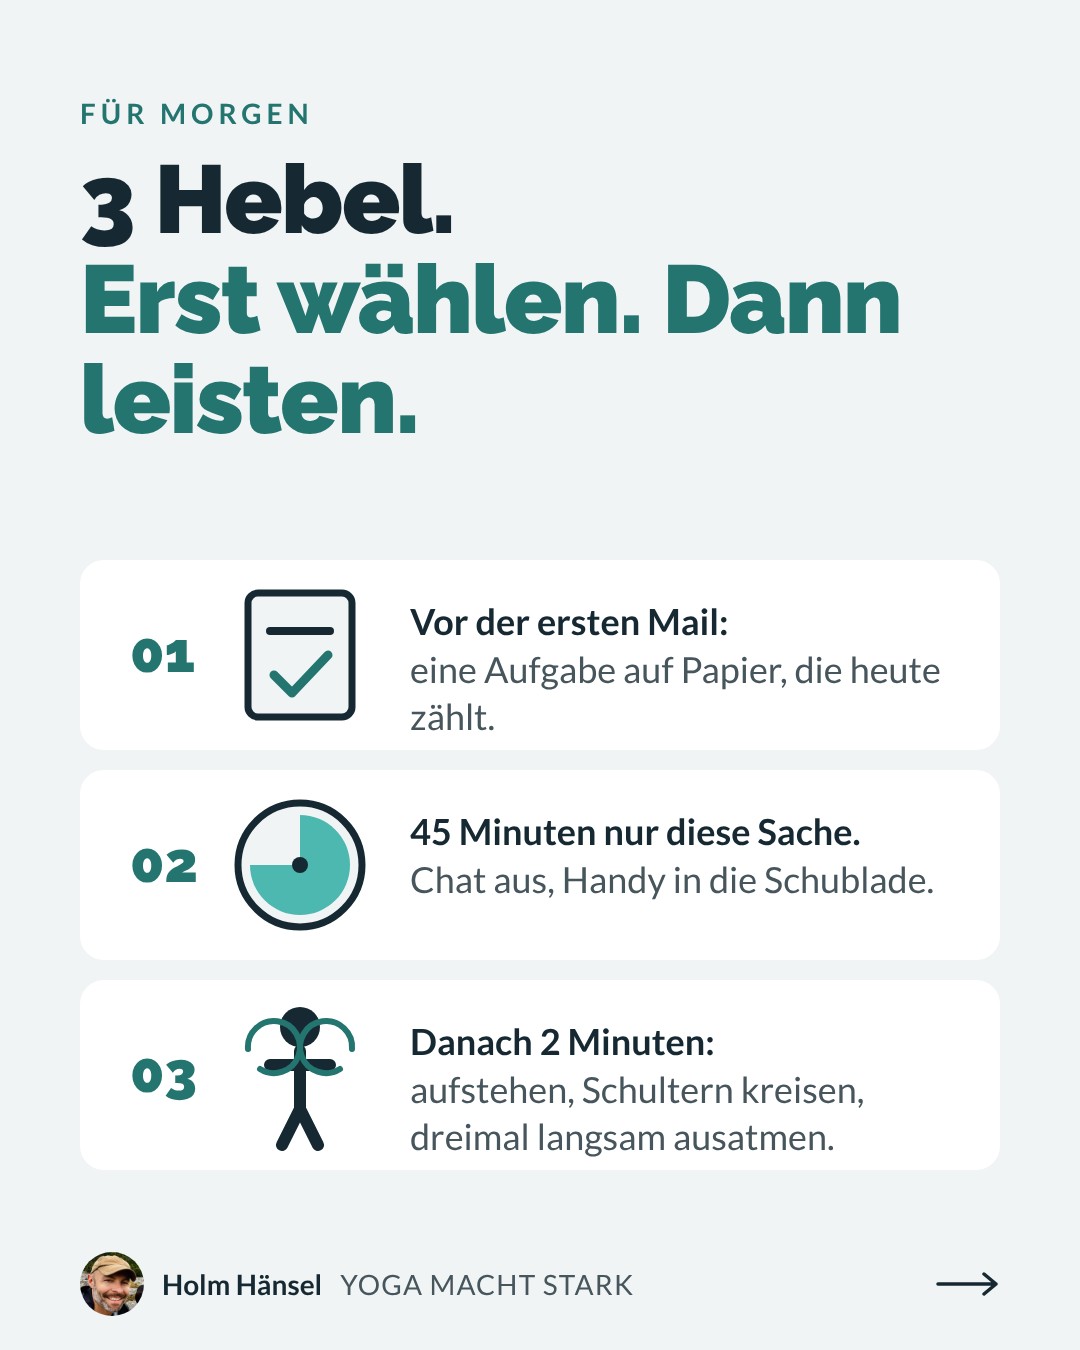 FÜR MORGEN
3 Hebel.
Erst wählen. Dann
leisten.
01
Vor der ersten Mail:
eine Aufgabe auf Papier, die heute
zählt.
02
45 Minuten nur diese Sache.
Chat aus, Handy in die Schublade.
03
Danach 2 Minuten:
aufstehen, Schultern kreisen,
dreimal langsam ausatmen.
Holm Hänsel YOGA MACHT STARK